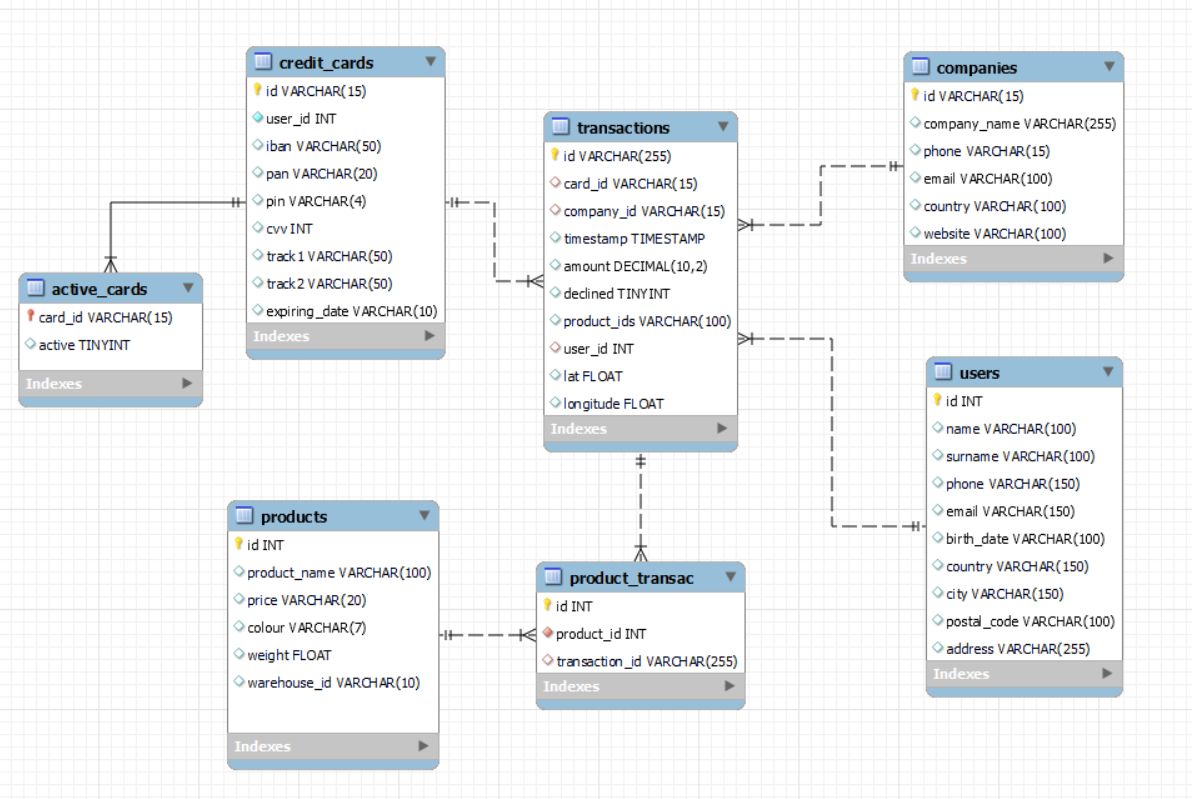 credit_cards
id VARCHAR(15)
user_id INT
iban VARCHAR(50)
pan VARCHAR(20)
pin VARCHAR(4)
cvv INT
track1 VARCHAR(50)
track2 VARCHAR(50)
expiring_date VARCHAR(10)
Indexes
active_cards
card_id VARCHAR(15)
active TINYINT
Indexes
transactions
id VARCHAR(255)
card_id VARCHAR(15)
company_id VARCHAR(15)
timestamp TIMESTAMP
amount DECIMAL(10,2)
declined TINYINT
product_ids VARCHAR(100)
user_id INT
lat FLOAT
longitude FLOAT
Indexes
companies
id VARCHAR(15)
company_name VARCHAR(255)
phone VARCHAR(15)
email VARCHAR(100)
country VARCHAR(100)
website VARCHAR(100)
Indexes
users
id INT
name VARCHAR(100)
surname VARCHAR(100)
phone VARCHAR(150)
email VARCHAR(150)
birth_date VARCHAR(100)
country VARCHAR(150)
city VARCHAR(150)
postal_code VARCHAR(100)
address VARCHAR(255)
Indexes
products
id INT
product_name VARCHAR(100)
price VARCHAR(20)
colour VARCHAR(7)
weight FLOAT
warehouse_id VARCHAR(10)
Indexes
product_transac
id INT
product_id INT
transaction_id VARCHAR(255)
Indexes